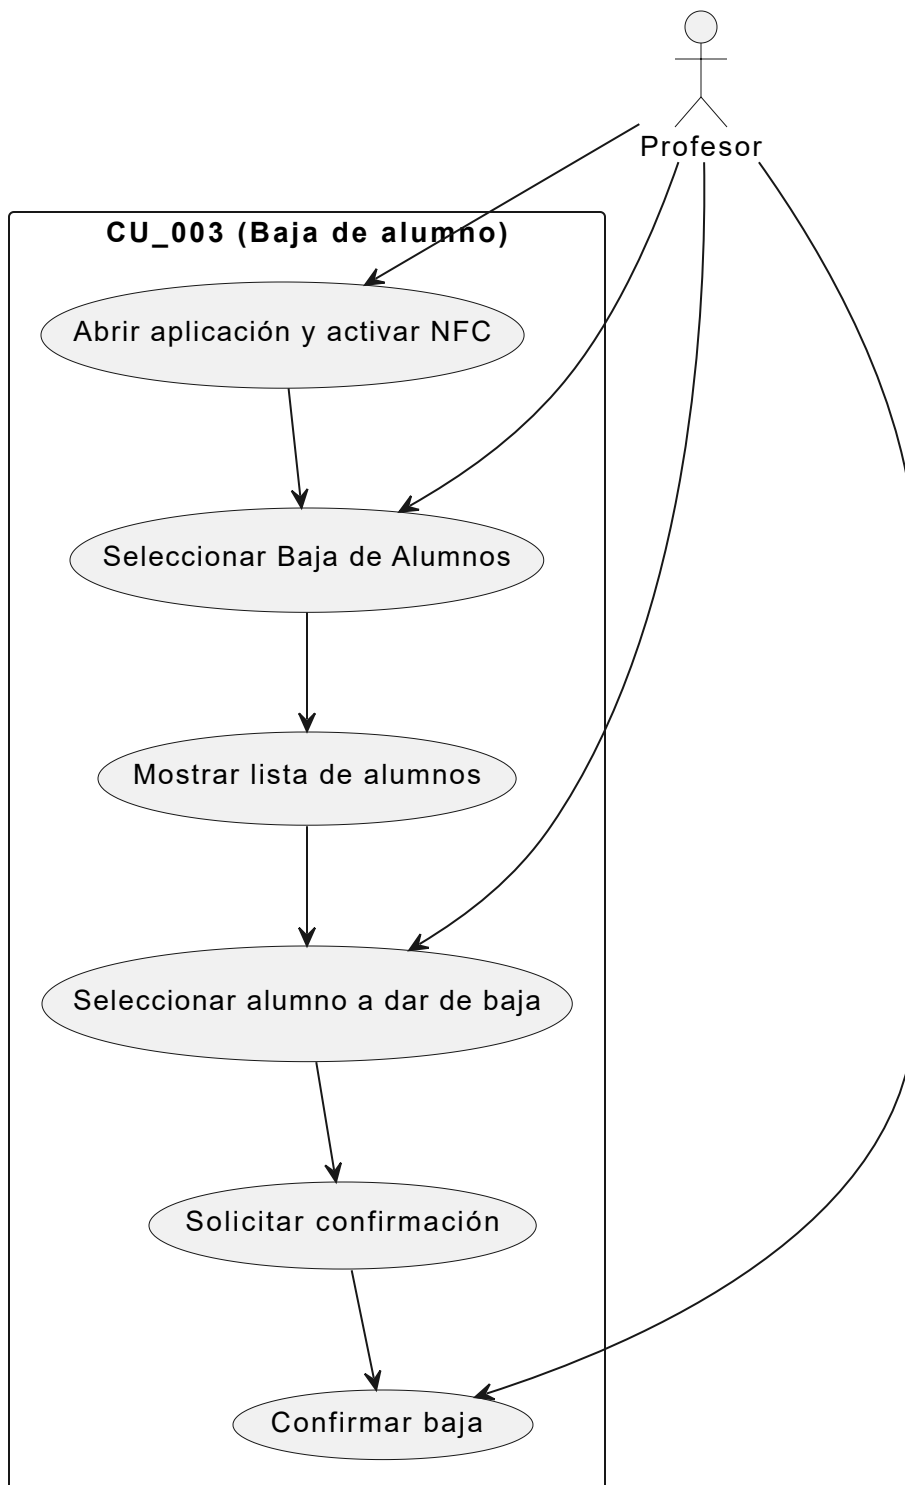 Profesor
CU_003 (Baja de alumno)
Abrir aplicación y activar NFC
Seleccionar Baja de Alumnos
Mostrar lista de alumnos
Seleccionar alumno a dar de baja
Solicitar confirmación
Confirmar baja